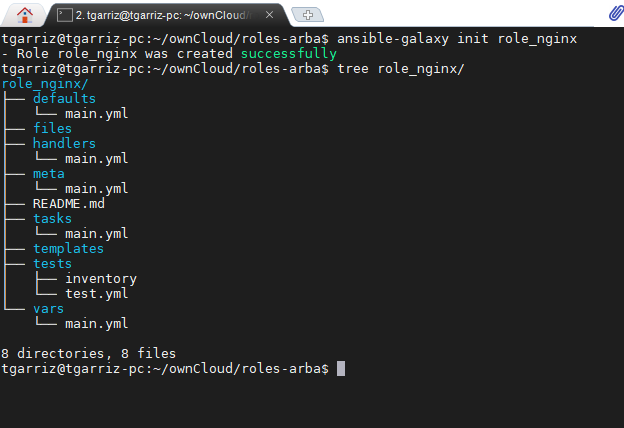 2. tgarriz@tgarriz-pc: ~/ownCloud/
tgarriz@tgarriz-pc:~/ownCloud/roles-arba$ ansible-galaxy init role_nginx
- Role role_nginx was created successfully
tgarriz@tgarriz-pc:~/ownCloud/roles-arba$ tree role_nginx/
role_nginx/
├── defaults
│   └── main.yml
├── files
├── handlers
│   └── main.yml
├── meta
│   └── main.yml
├── README.md
├── tasks
│   └── main.yml
├── templates
├── tests
│   ├── inventory
│   └── test.yml
└── vars
    └── main.yml
8 directories, 8 files
tgarriz@tgarriz-pc:~/ownCloud/roles-arba$